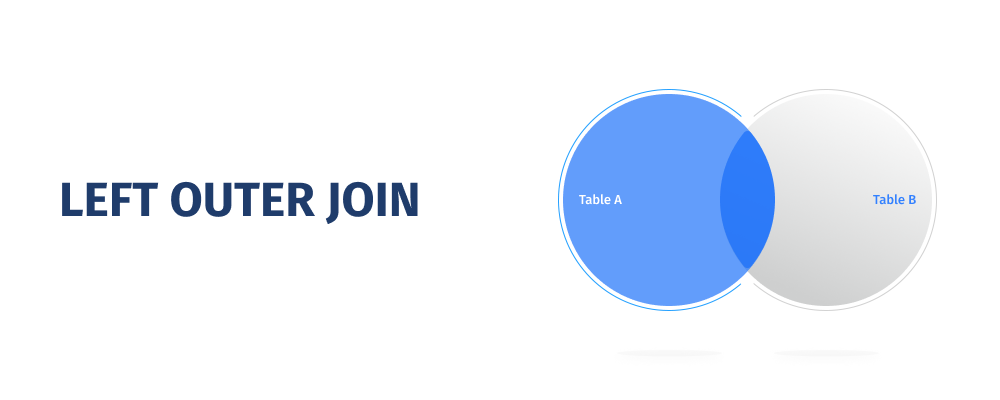 LEFT OUTER JOIN
Table A
Table B